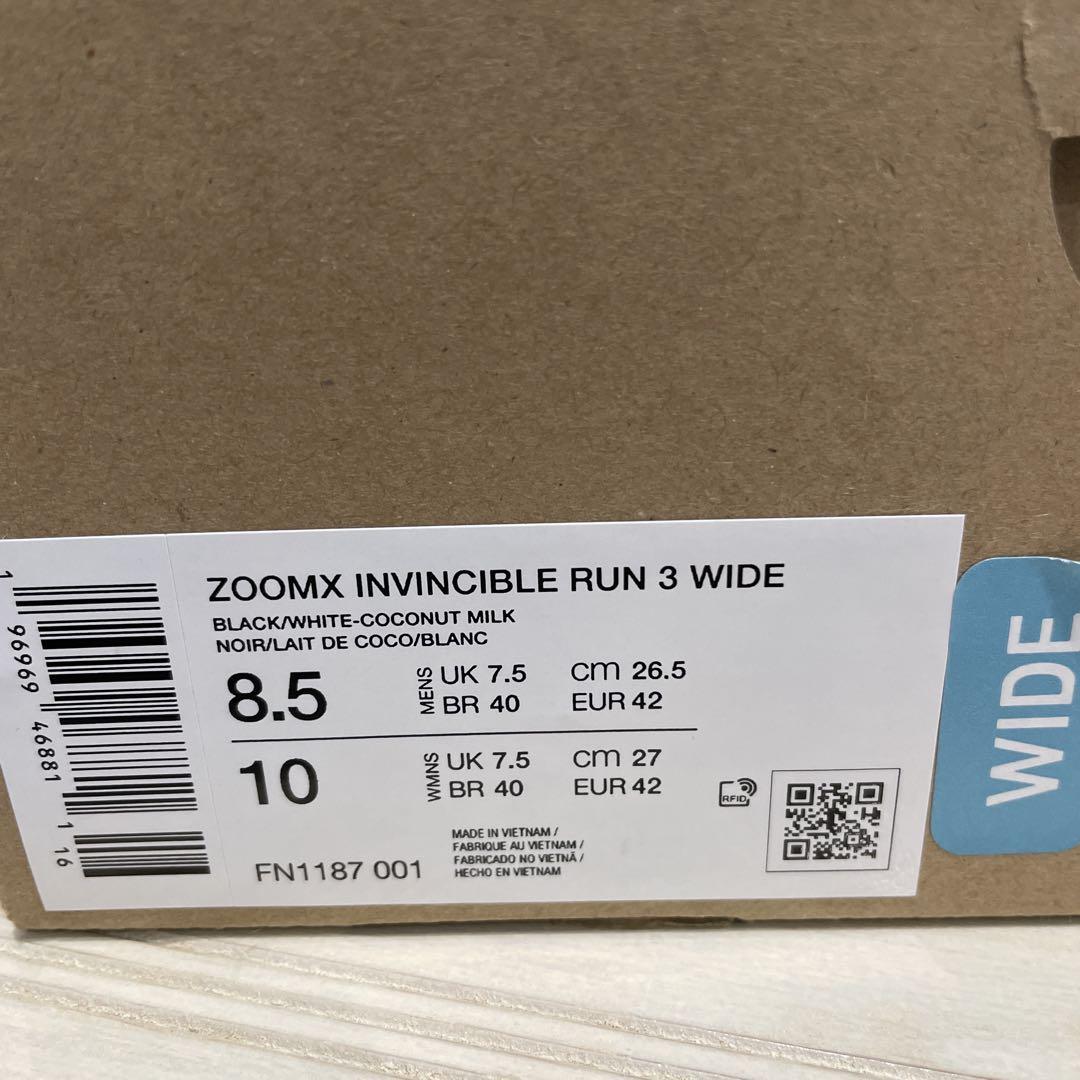 ZOOMX INVINCIBLE RUN 3 WIDE
BLACK/WHITE-COCONUT MILK
NOIR/LAIT DE COCO/BLANC
8.5 MENS UK 7.5 CM 26.5
BR 40 EUR 42
10 WMNS UK 7.5 CM 27
BR 40 EUR 42
FN1187 001
MADE IN VIETNAM /
FABRIQUE AU VIETNAM /
FABRICADO NO VIETNÃ /
HECHO EN VIETNAM
RFID
1 96969 46881 1 16
WIDE